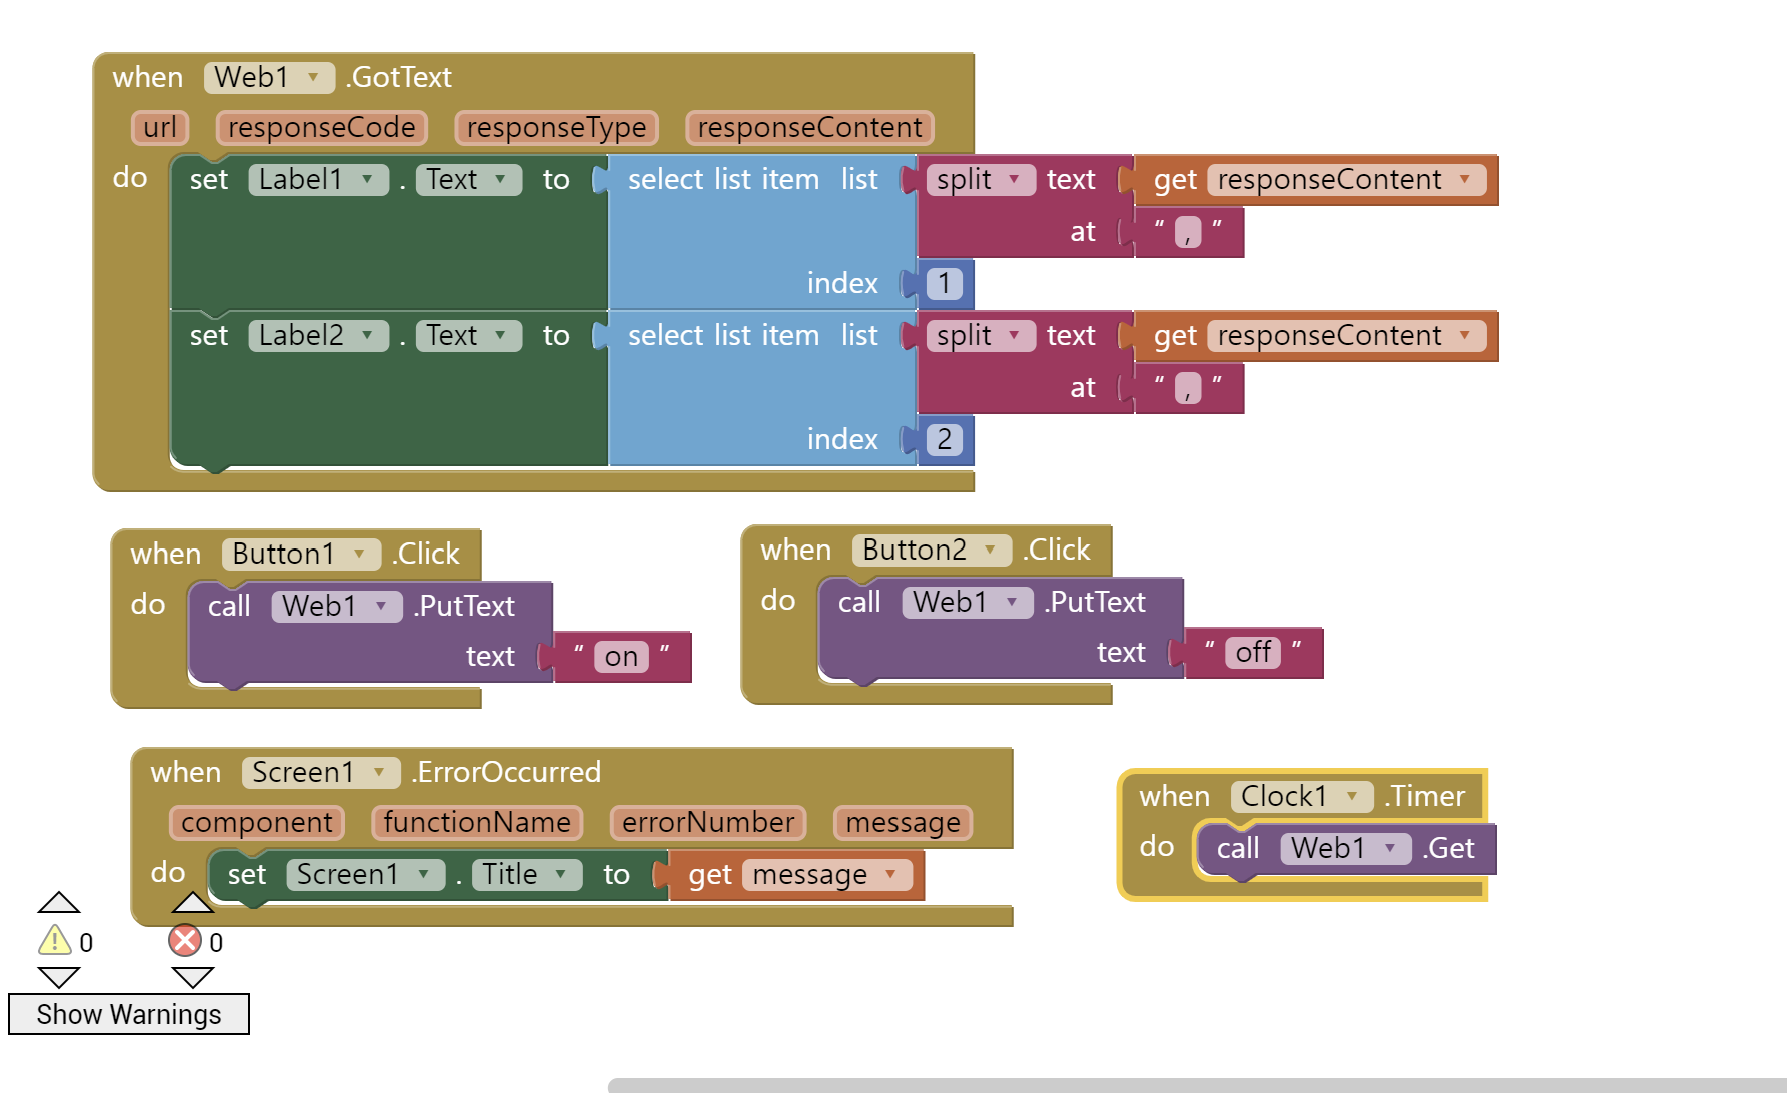 when Web1 .GotText
url responseCode responseType responseContent
do set Label1 . Text to select list item list split text get responseContent
at " , "
index 1
set Label2 . Text to select list item list split text get responseContent
at " , "
index 2
when Button1 .Click
do call Web1 .PutText
text " on "
when Button2 .Click
do call Web1 .PutText
text " off "
when Screen1 .ErrorOccurred
component functionName errorNumber message
do set Screen1 . Title to get message
when Clock1 .Timer
do call Web1 .Get
0 0
Show Warnings